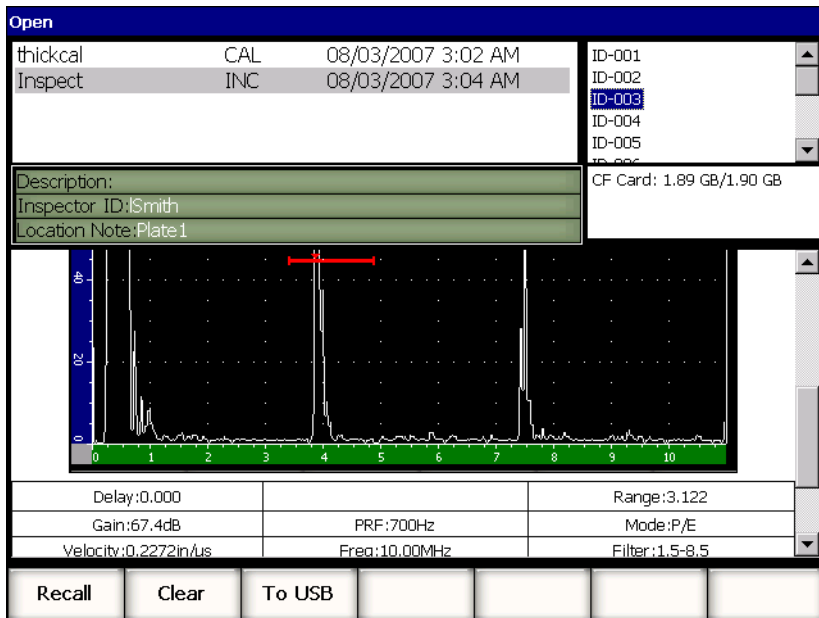 Open
thickcal CAL 08/03/2007 3:02 AM
Inspect INC 08/03/2007 3:04 AM
ID-001
ID-002
ID-003
ID-004
ID-005
Description:
Inspector ID:Smith
Location Note:Plate1
CF Card: 1.89 GB/1.90 GB
40
20
0
0 1 2 3 4 5 6 7 8 9 10
Delay:0.000 Range:3.122
Gain:67.4dB PRF:700Hz Mode:P/E
Velocity:0.2272in/us Freq:10.00MHz Filter:1.5-8.5
Recall Clear To USB